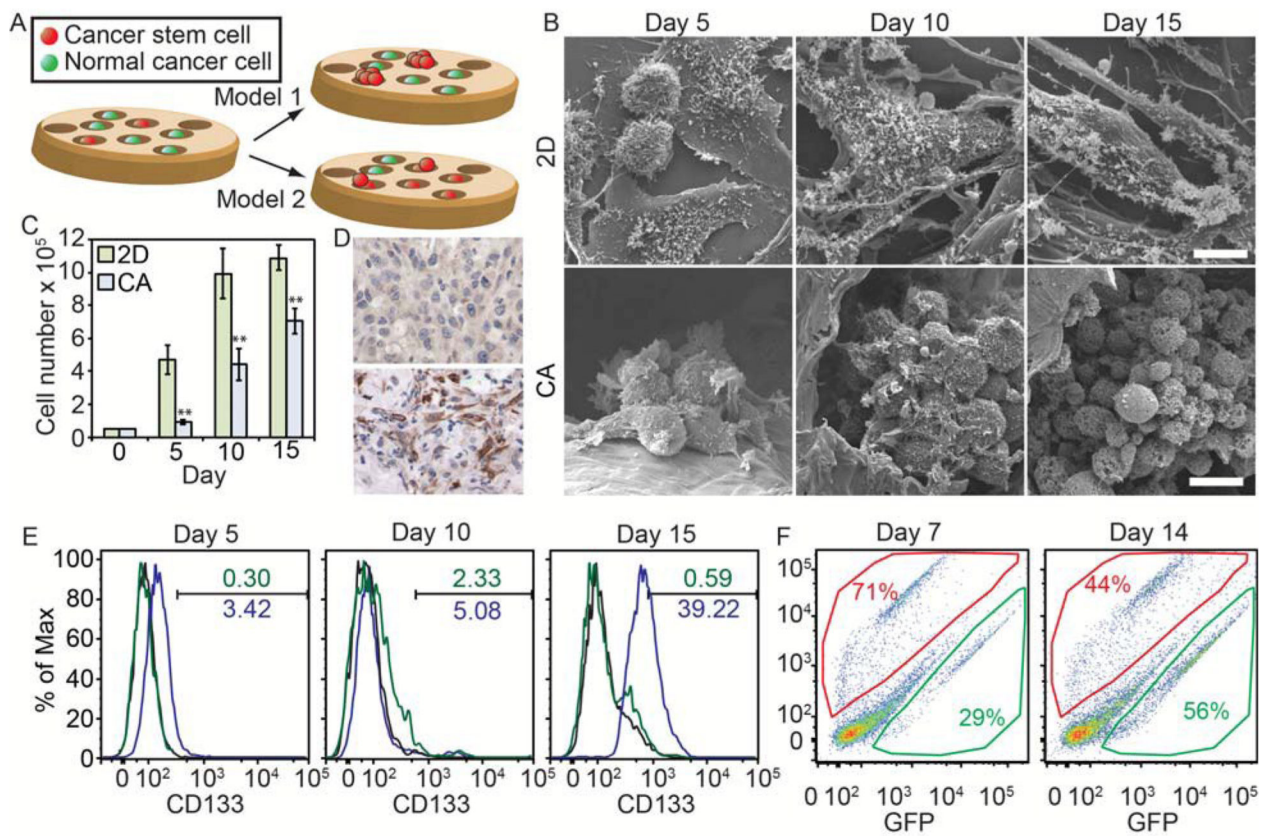 A
Cancer stem cell
Normal cancer cell
Model 1
Model 2
B
Day 5
Day 10
Day 15
2D
CA
C
12
10
8
6
4
2
0
Cell number x 10⁵
2D
CA
**
**
**
0
5
10
15
Day
D
E
Day 5
Day 10
Day 15
100
80
60
40
20
0
% of Max
0.30
3.42
2.33
5.08
0.59
39.22
0 10² 10³ 10⁴ 10⁵
0 10² 10³ 10⁴ 10⁵
0 10² 10³ 10⁴ 10⁵
CD133
CD133
CD133
F
Day 7
Day 14
10⁵
10⁴
10³
10²
0
10⁵
10⁴
10³
10²
0
71%
29%
44%
56%
0 10² 10³ 10⁴ 10⁵
0 10² 10³ 10⁴ 10⁵
GFP
GFP